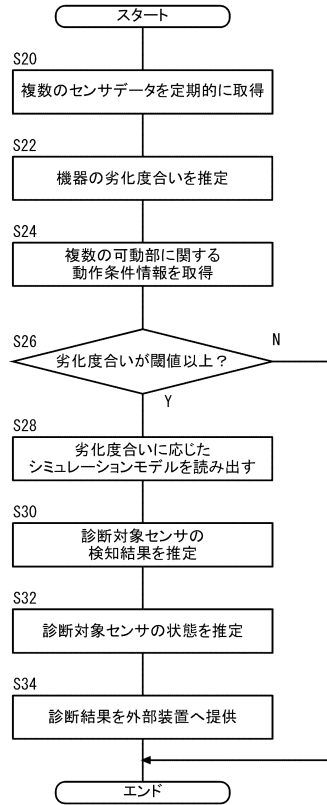 スタート
S20
複数のセンサデータを定期的に取得
S22
機器の劣化度合いを推定
S24
複数の可動部に関する
動作条件情報を取得
S26
劣化度合いが閾値以上？
N
Y
S28
劣化度合いに応じた
シミュレーションモデルを読み出す
S30
診断対象センサの
検知結果を推定
S32
診断対象センサの状態を推定
S34
診断結果を外部装置へ提供
エンド